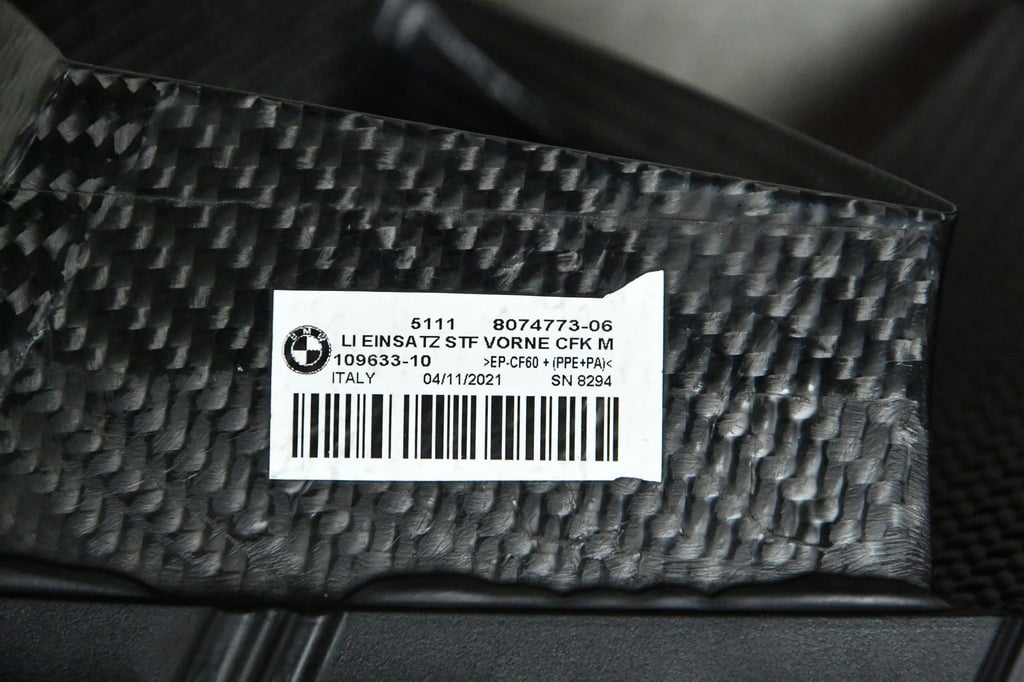 5111 8074773-06
LI EINSATZ STF VORNE CFK M
109633-10 >EP-CF60 + (PPE+PA)<
ITALY 04/11/2021 SN 8294
BMW